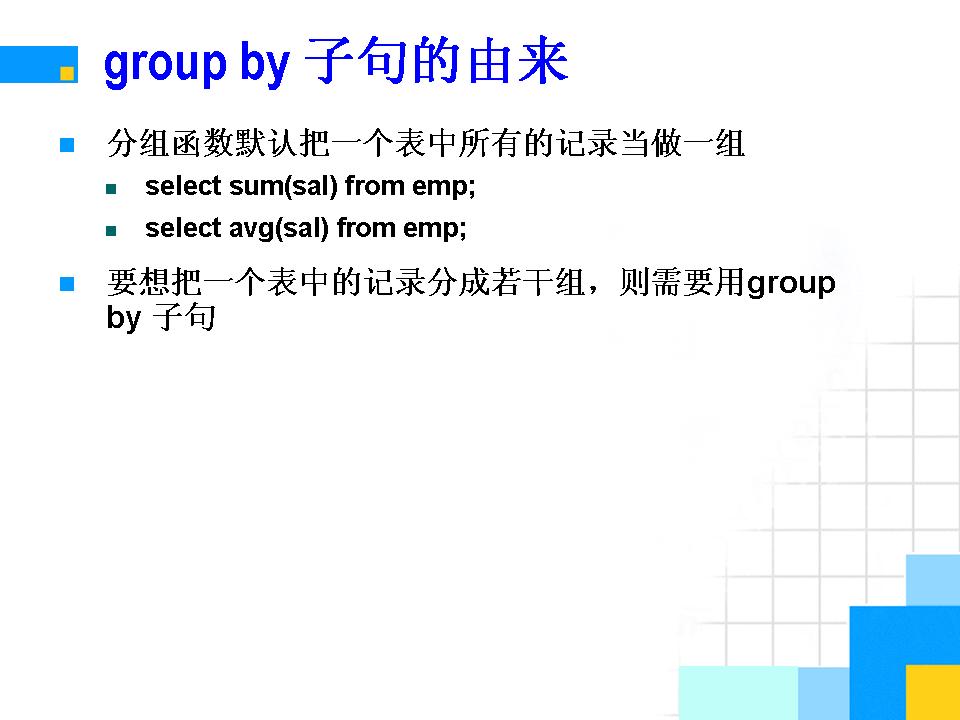 group by 子句的由来
分组函数默认把一个表中所有的记录当做一组
select sum(sal) from emp;
select avg(sal) from emp;
要想把一个表中的记录分成若干组，则需要用group
by 子句